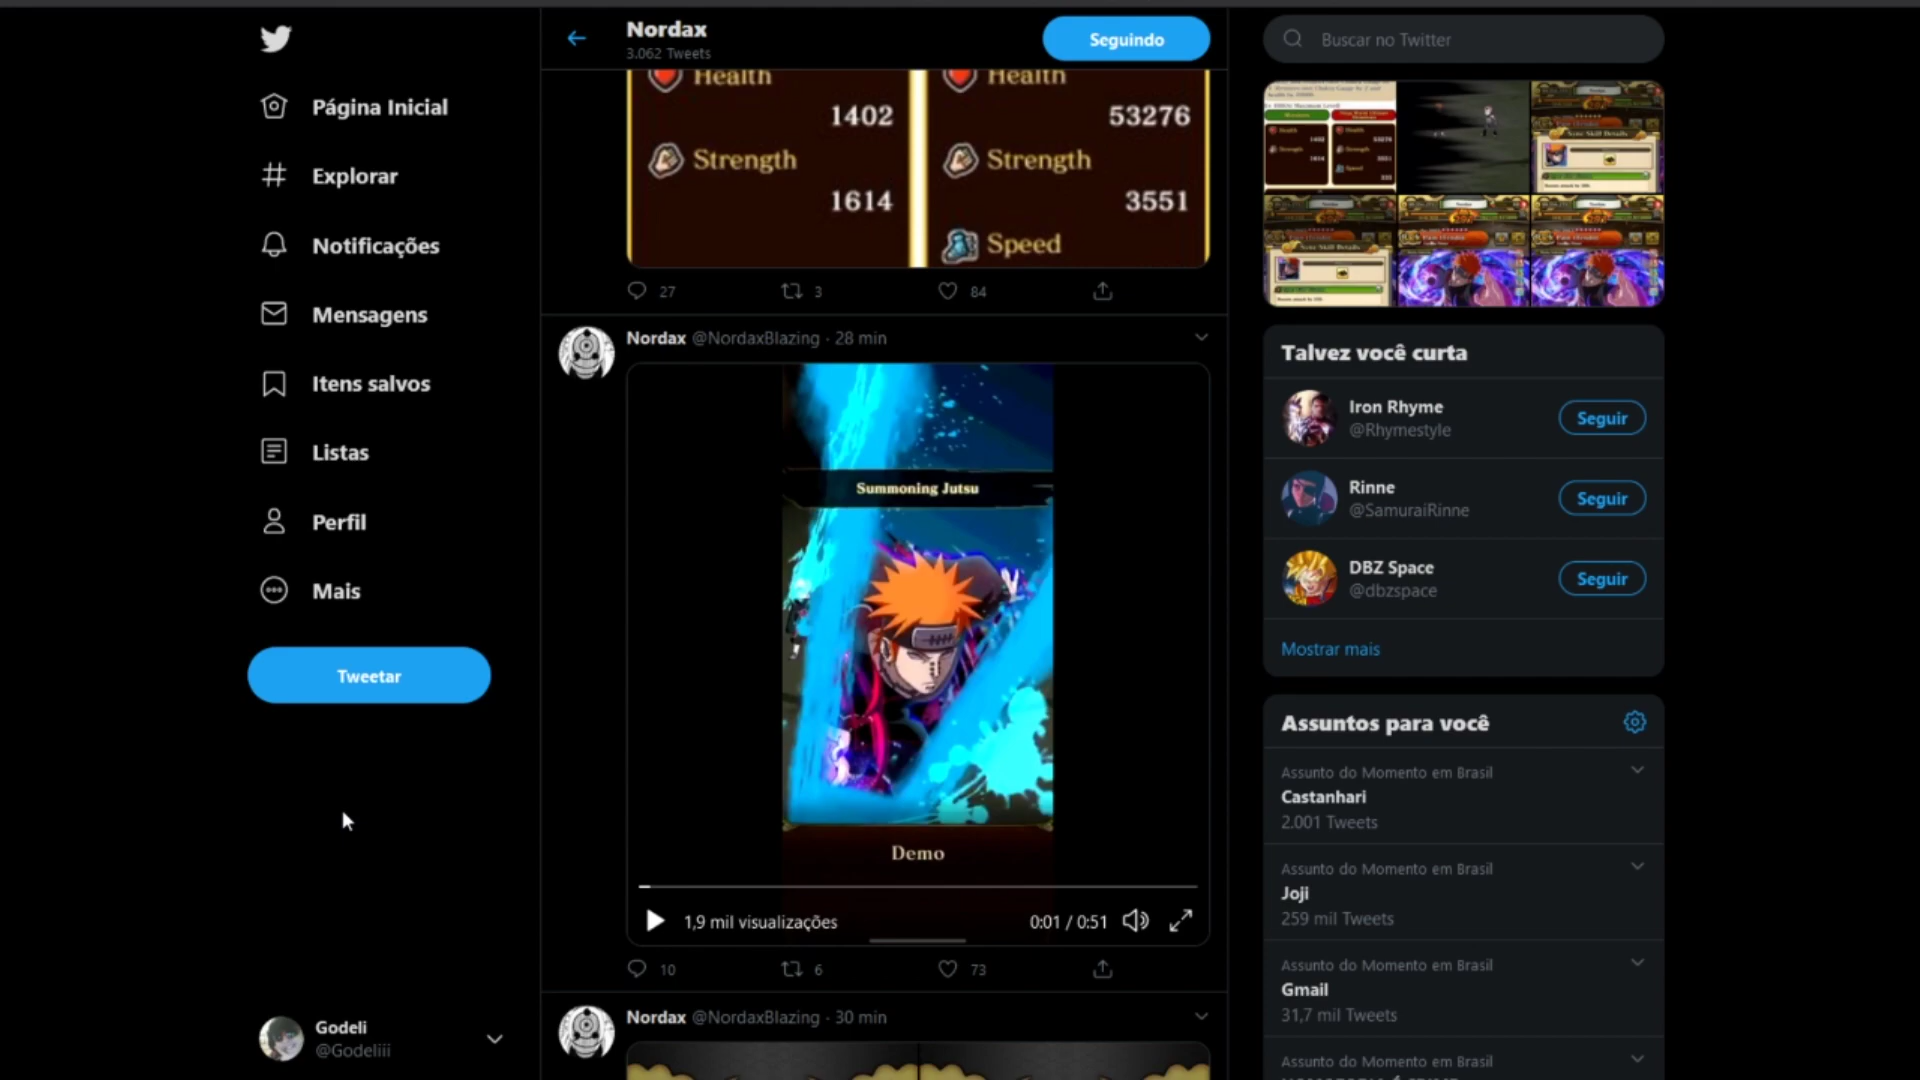 Nordax
3.062 Tweets
Seguindo
Buscar no Twitter
Página Inicial
Explorar
Notificações
Mensagens
Itens salvos
Listas
Perfil
Mais
Tweetar
Godeli
@Godeliii
Health
1402
Strength
1614
Health
53276
Strength
3551
Speed
27
3
84
Nordax @NordaxBlazing · 28 min
Summoning Jutsu
Demo
1,9 mil visualizações
0:01 / 0:51
10
6
73
Nordax @NordaxBlazing · 30 min
Talvez você curta
Iron Rhyme
@Rhymestyle
Seguir
Rinne
@SamuraiRinne
Seguir
DBZ Space
@dbzspace
Seguir
Mostrar mais
Assuntos para você
Assunto do Momento em Brasil
Castanhari
2.001 Tweets
Assunto do Momento em Brasil
Joji
259 mil Tweets
Assunto do Momento em Brasil
Gmail
31,7 mil Tweets
Assunto do Momento em Brasil